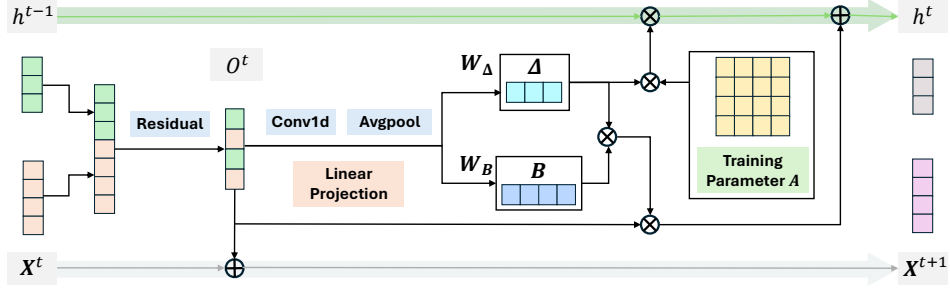 h^{t-1}
h^t
O^t
W_Δ
Δ
Residual
Conv1d
Avgpool
Linear
Projection
W_B
B
Training
Parameter A
X^t
X^{t+1}